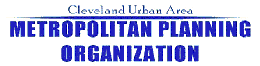 Cleveland Urban Area
METROPOLITAN PLANNING
ORGANIZATION